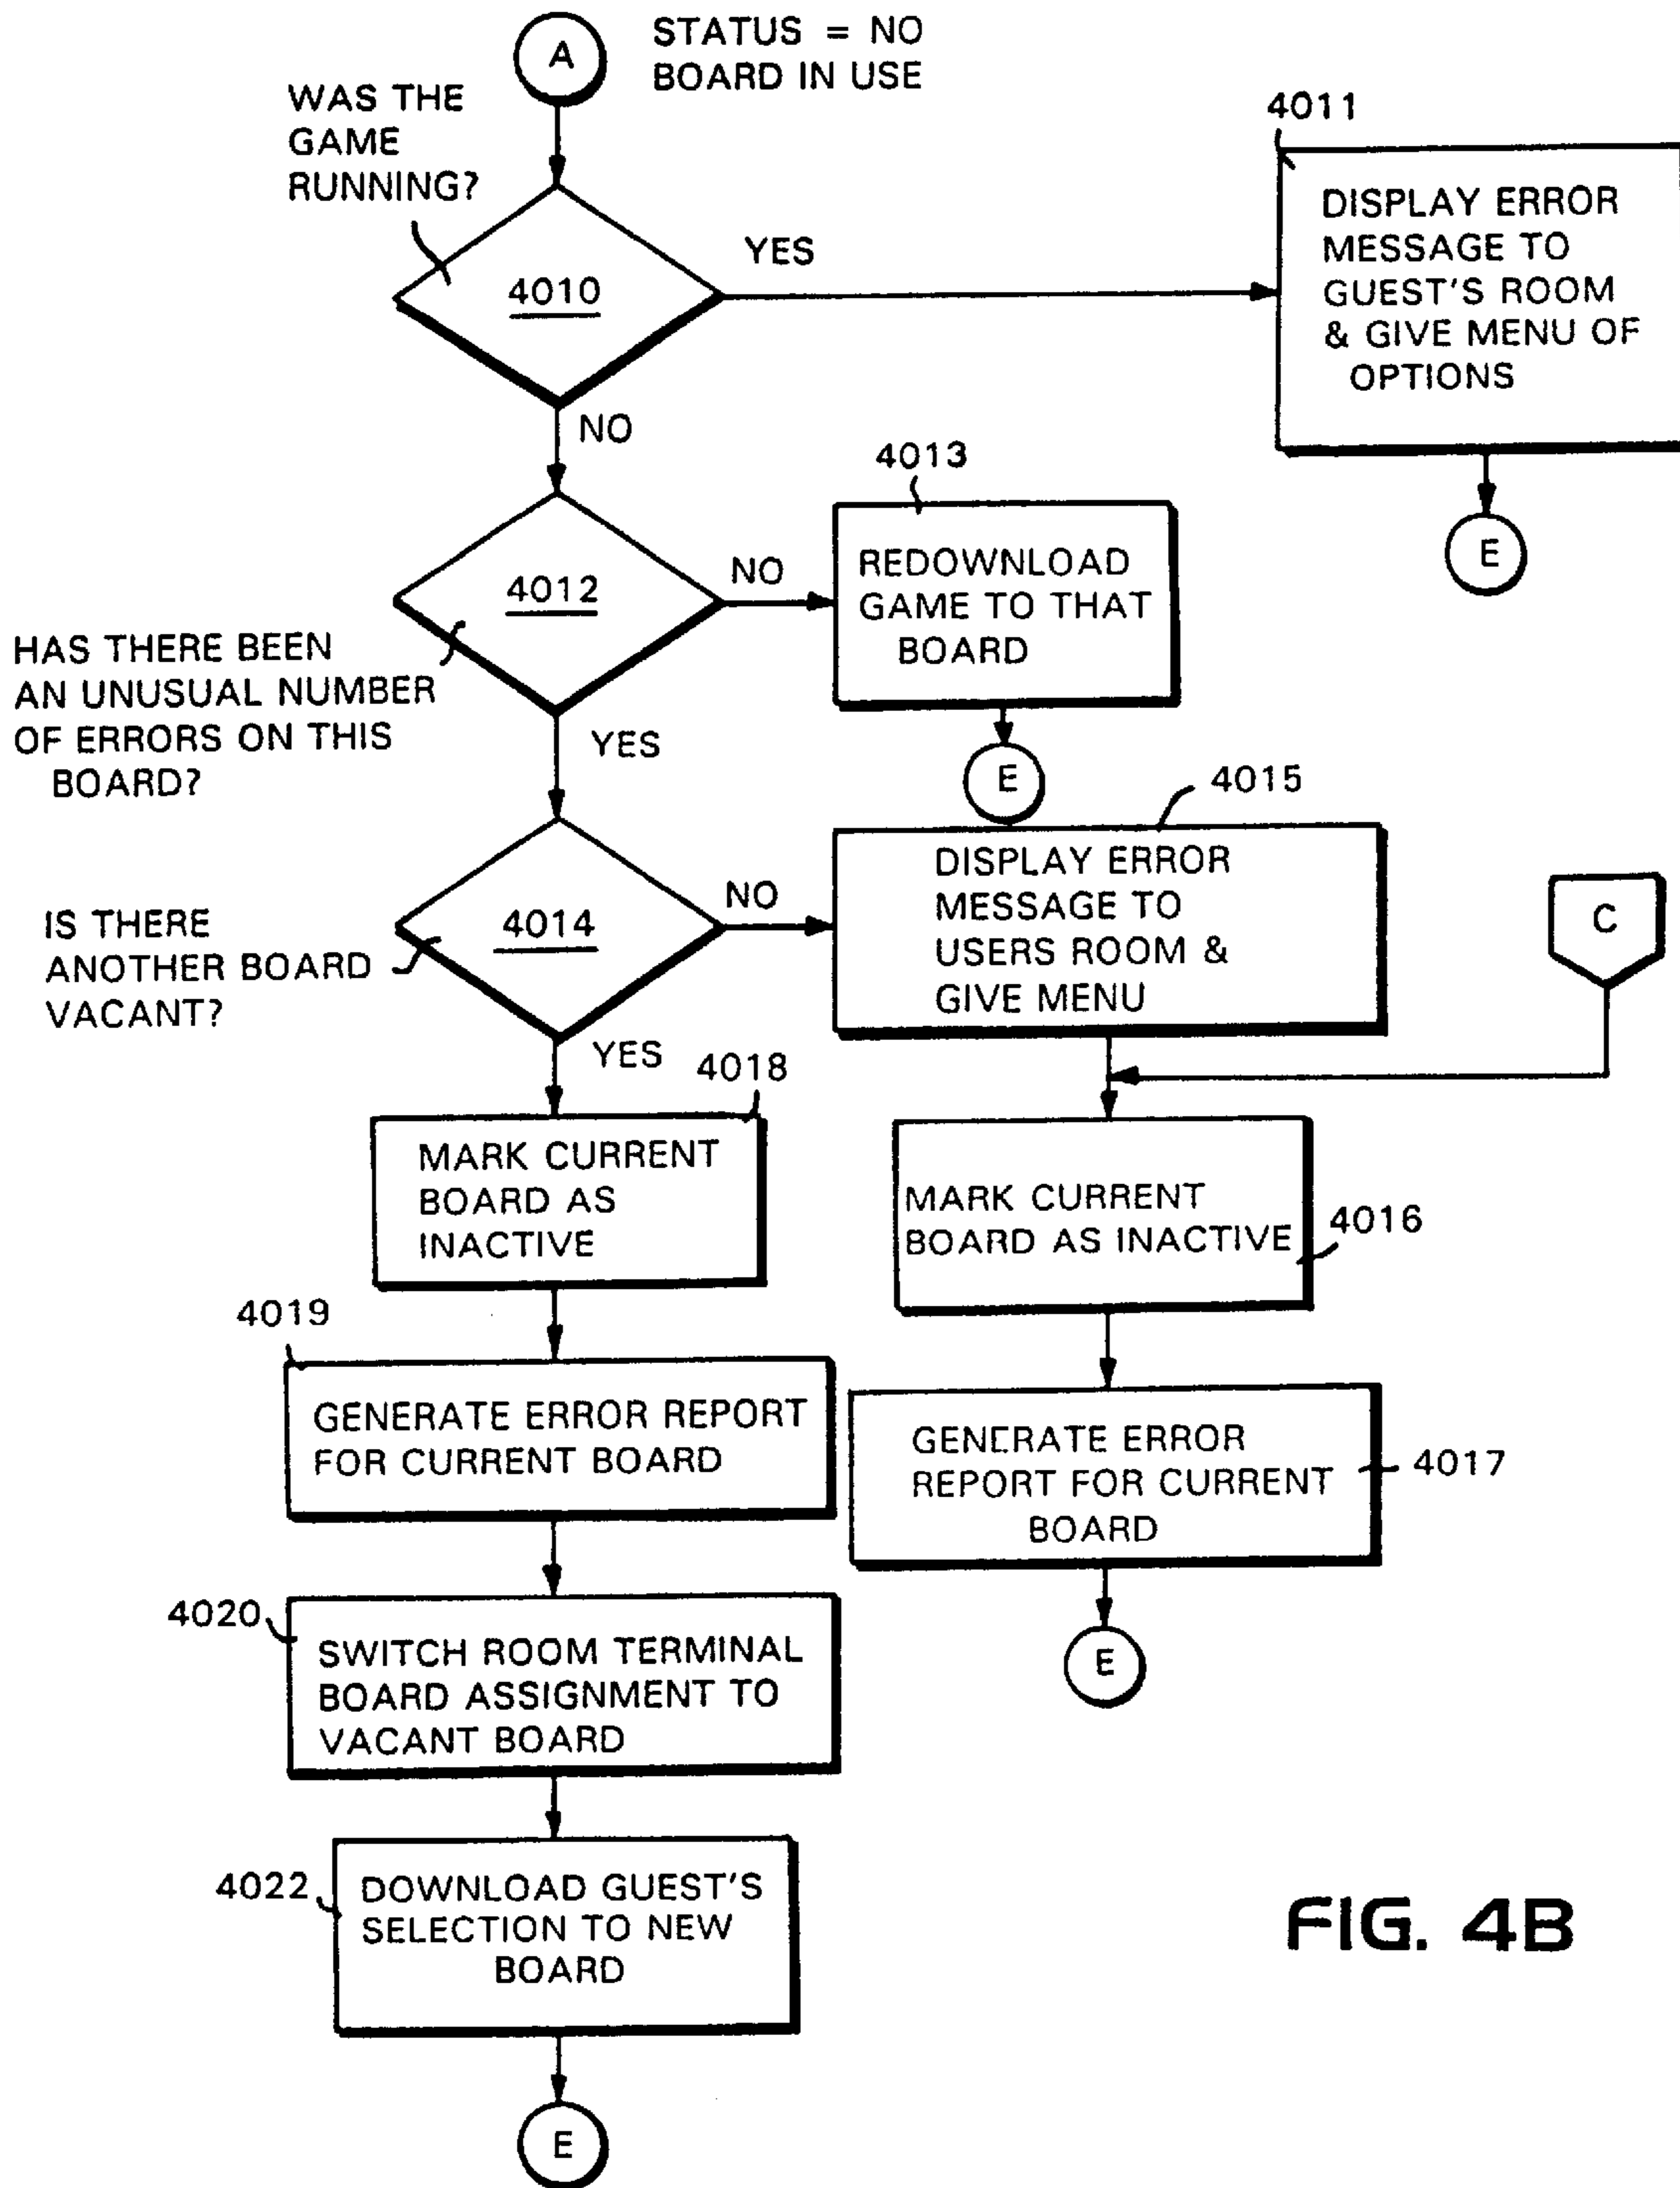 A
STATUS = NO
BOARD IN USE
WAS THE
GAME
RUNNING?
4010
YES
4011
DISPLAY ERROR
MESSAGE TO
GUEST'S ROOM
& GIVE MENU OF
OPTIONS
E
NO
4012
HAS THERE BEEN
AN UNUSUAL NUMBER
OF ERRORS ON THIS
BOARD?
NO
4013
REDOWNLOAD
GAME TO THAT
BOARD
E
YES
IS THERE
ANOTHER BOARD
VACANT?
4014
NO
4015
DISPLAY ERROR
MESSAGE TO
USERS ROOM &
GIVE MENU
C
YES
4018
MARK CURRENT
BOARD AS
INACTIVE
MARK CURRENT
BOARD AS INACTIVE
4016
4019
GENERATE ERROR REPORT
FOR CURRENT BOARD
GENERATE ERROR
REPORT FOR CURRENT
BOARD
4017
E
4020
SWITCH ROOM TERMINAL
BOARD ASSIGNMENT TO
VACANT BOARD
4022
DOWNLOAD GUEST'S
SELECTION TO NEW
BOARD
E
FIG. 4B